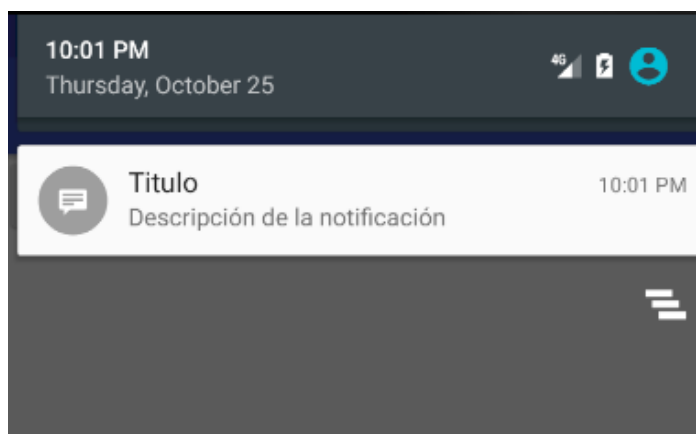 10:01 PM
Thursday, October 25
4G
Titulo
10:01 PM
Descripción de la notificación